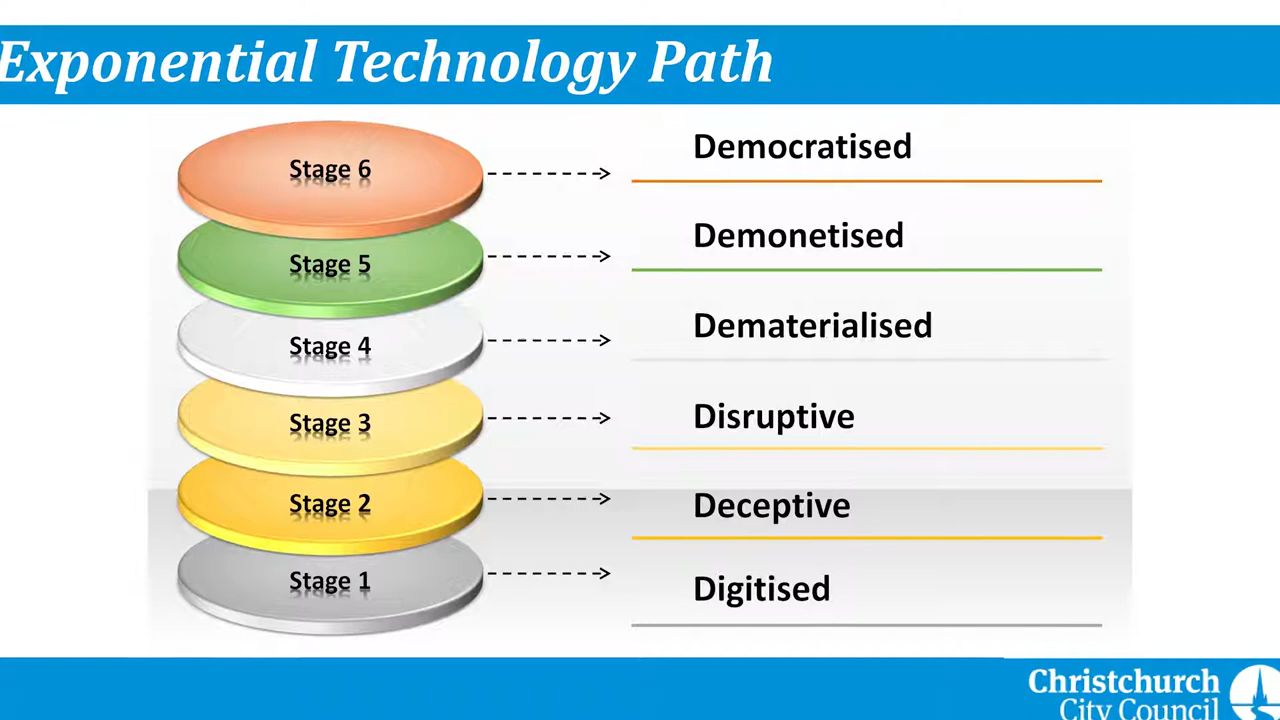 Exponential Technology Path
Stage 6
Democratised
Stage 5
Demonetised
Stage 4
Dematerialised
Stage 3
Disruptive
Stage 2
Deceptive
Stage 1
Digitised
Christchurch
City Council